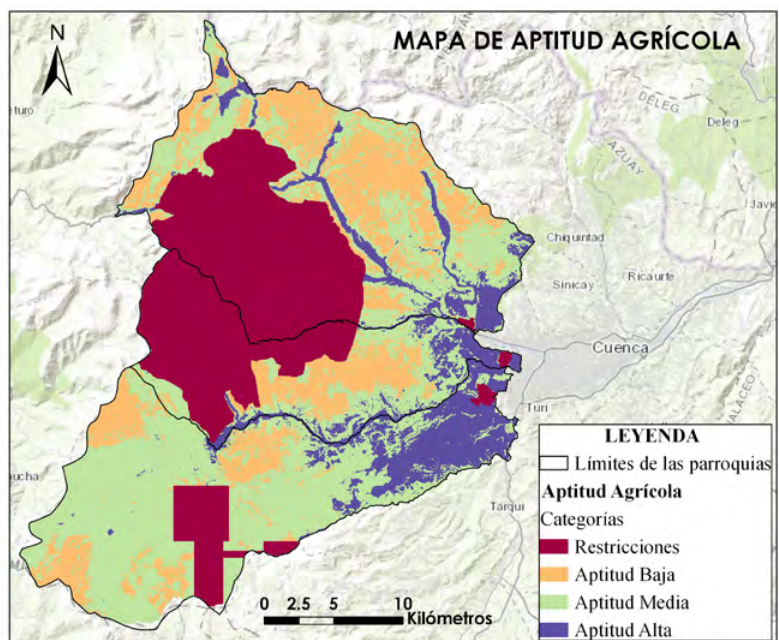 MAPA DE APTITUD AGRÍCOLA
N
DELEG
Deleg
AZUAY
Javie
Chiquintad
Sinicay
Ricaurte
Cuenca
Turi
Tarqui
LEYENDA
Límites de las parroquias
Aptitud Agrícola
Categorías
Restricciones
Aptitud Baja
Aptitud Media
Aptitud Alta
0 2.5 5 10
Kilómetros